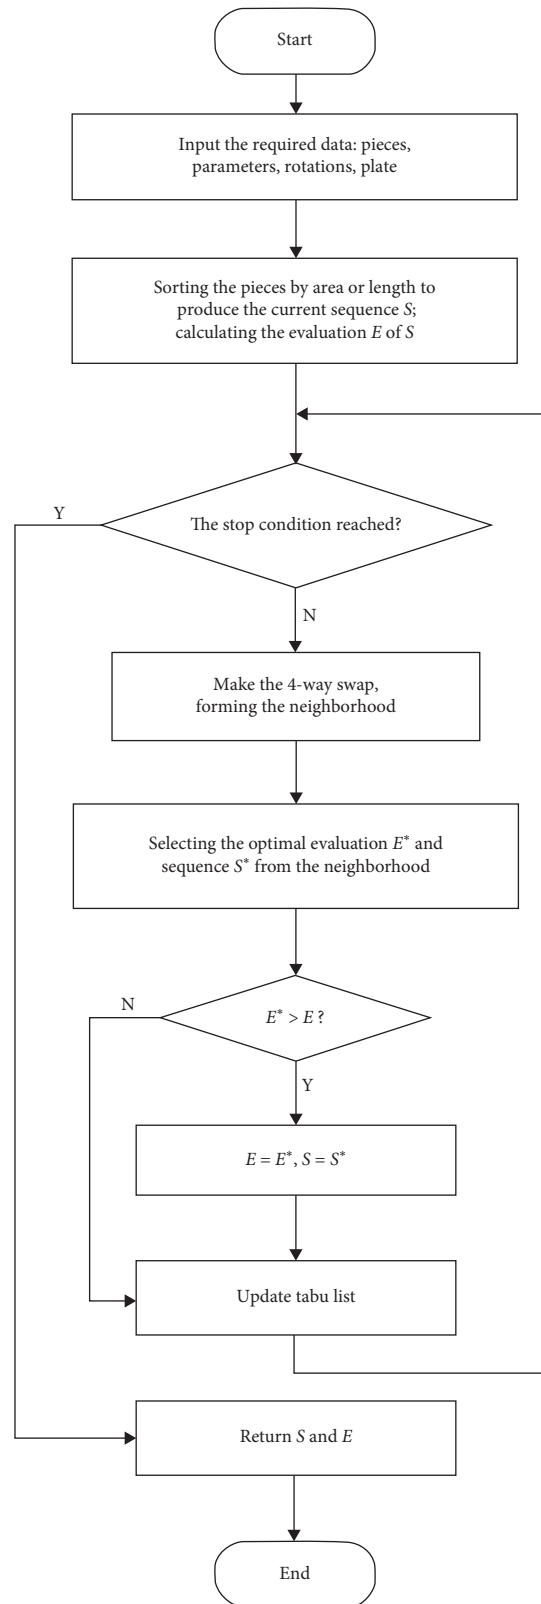 Start
Input the required data: pieces,
parameters, rotations, plate
Sorting the pieces by area or length to
produce the current sequence S;
calculating the evaluation E of S
Y
The stop condition reached?
N
Make the 4-way swap,
forming the neighborhood
Selecting the optimal evaluation E* and
sequence S* from the neighborhood
N
E* > E ?
Y
E = E*, S = S*
Update tabu list
Return S and E
End